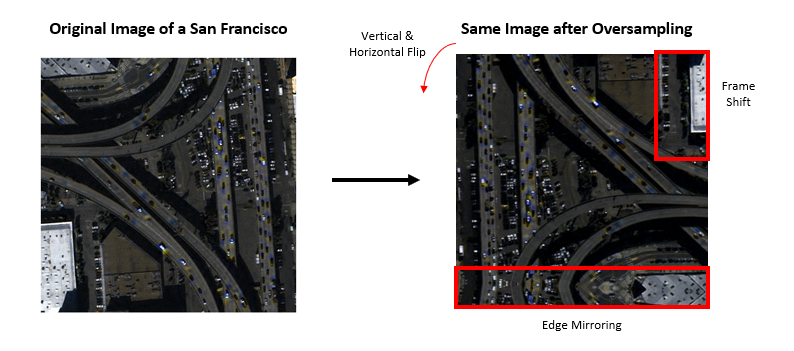 Original Image of a San Francisco
Vertical &
Horizontal Flip
Same Image after Oversampling
Frame
Shift
Edge Mirroring